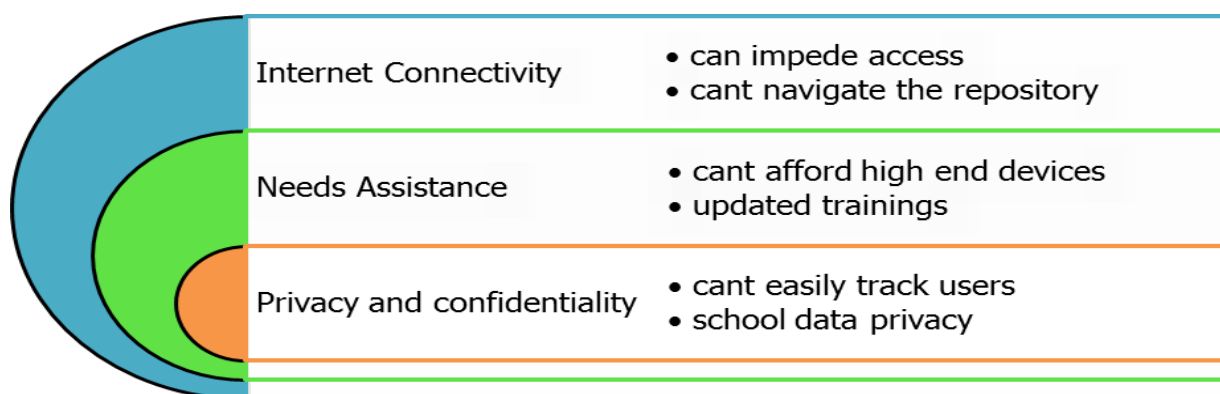 Internet Connectivity
• can impede access
• cant navigate the repository
Needs Assistance
• cant afford high end devices
• updated trainings
Privacy and confidentiality
• cant easily track users
• school data privacy